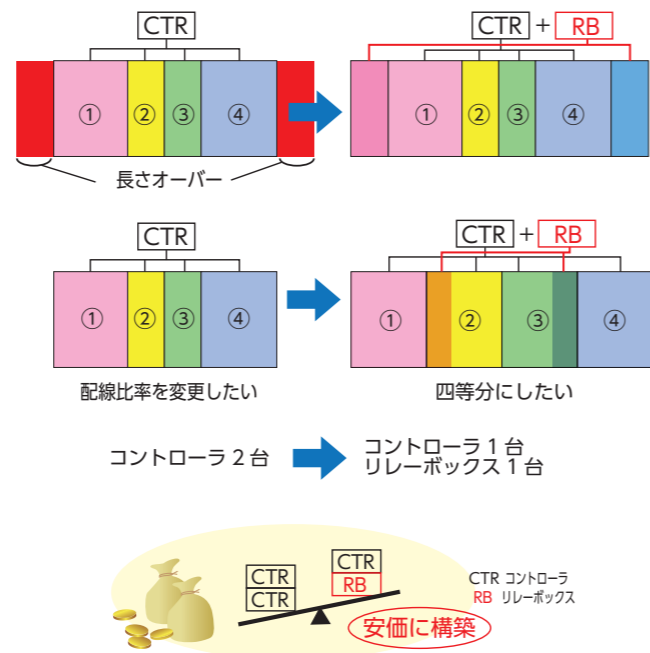 CTR
CTR + RB
① ② ③ ④
① ② ③ ④
長さオーバー
CTR
CTR + RB
① ② ③ ④
① ② ③ ④
配線比率を変更したい
四等分にしたい
コントローラ 2 台
コントローラ 1 台
リレーボックス 1 台
CTR
CTR
CTR
RB
CTR コントローラ
RB リレーボックス
安価に構築